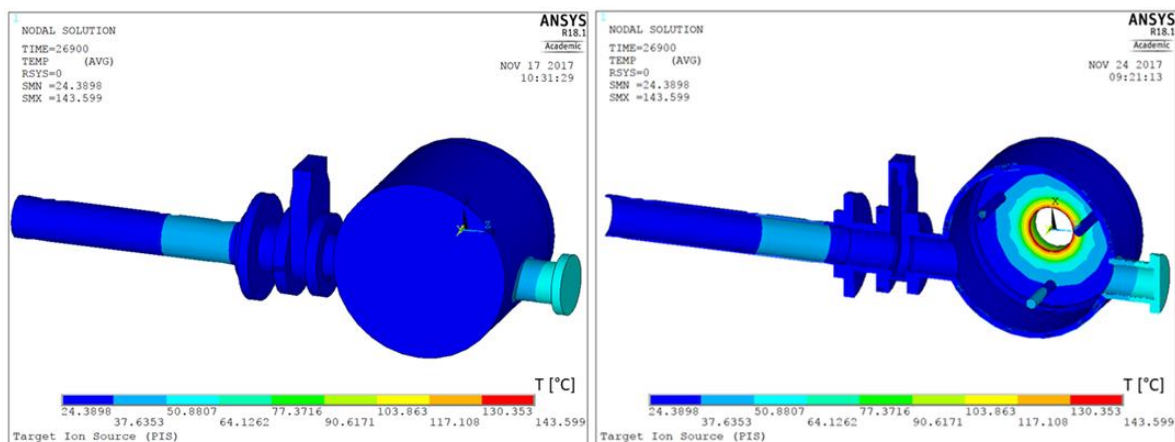 1
NODAL SOLUTION
TIME=26900
TEMP (AVG)
RSYS=0
SMN =24.3898
SMX =143.599
ANSYS
R18.1
Academic
NOV 17 2017
10:31:29
Y Z
T [°C]
24.3898 50.8807 77.3716 103.863 130.353
37.6353 64.1262 90.6171 117.108 143.599
Target Ion Source (PIS)
1
NODAL SOLUTION
TIME=26900
TEMP (AVG)
RSYS=0
SMN =24.3898
SMX =143.599
ANSYS
R18.1
Academic
NOV 24 2017
09:21:13
X
T [°C]
24.3898 50.8807 77.3716 103.863 130.353
37.6353 64.1262 90.6171 117.108 143.599
Target Ion Source (PIS)